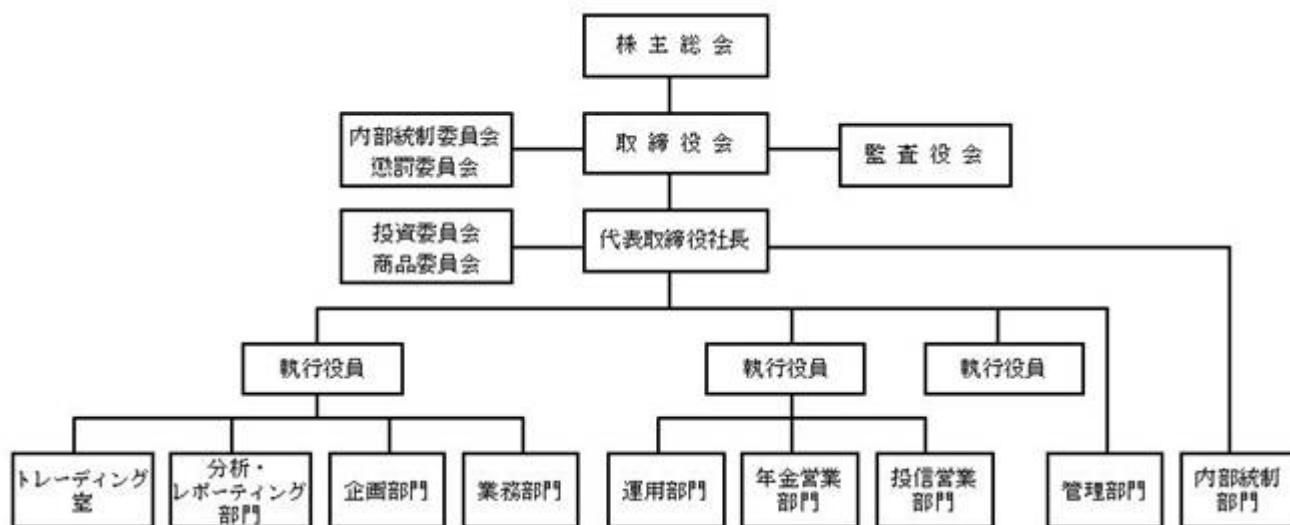 株主総会
内部統制委員会
懲罰委員会
取締役会
監査役会
投資委員会
商品委員会
代表取締役社長
執行役員
執行役員
執行役員
トレーディング
室
分析・
レポーティング
部門
企画部門
業務部門
運用部門
年金営業
部門
投信営業
部門
管理部門
内部統制
部門